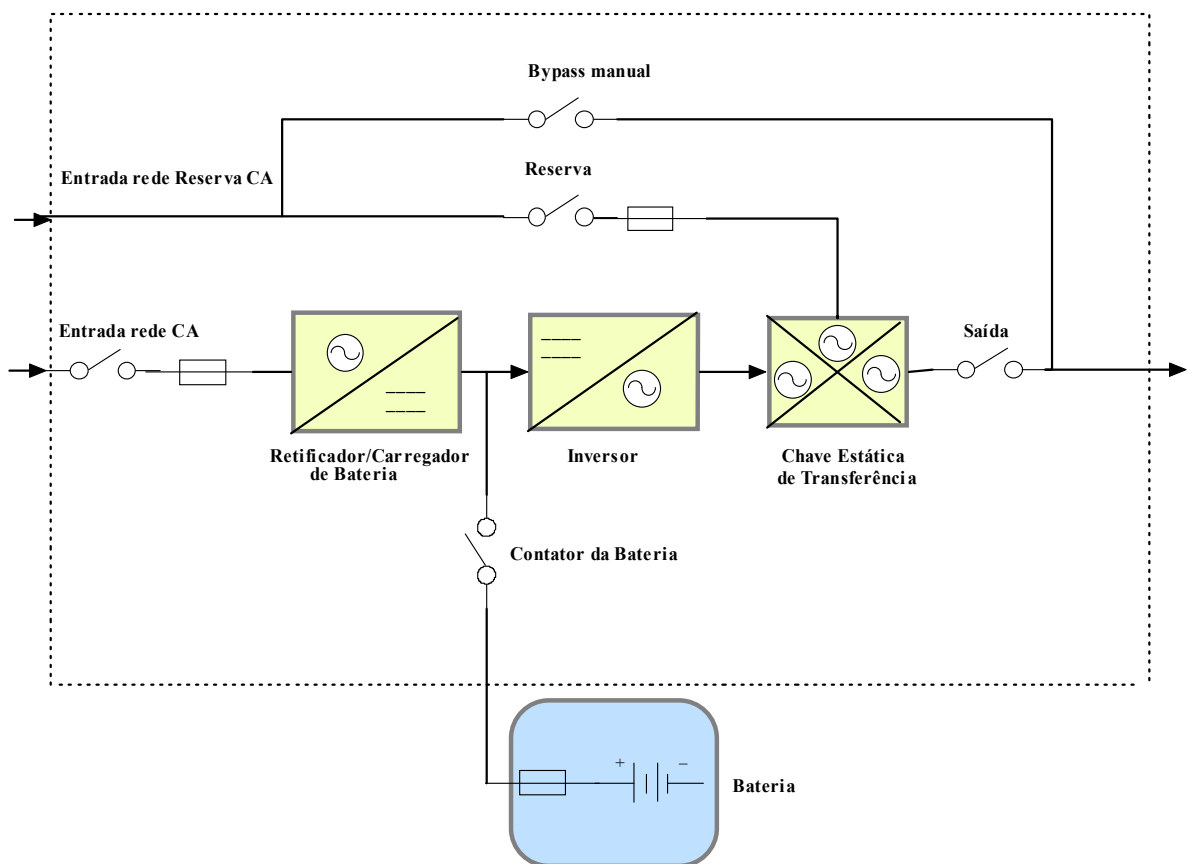 Bypass manual
Entrada rede Reserva CA
Reserva
Entrada rede CA
Saída
Retificador/Carregador
de Bateria
Inversor
Chave Estática
de Transferência
Contator da Bateria
+ −
Bateria